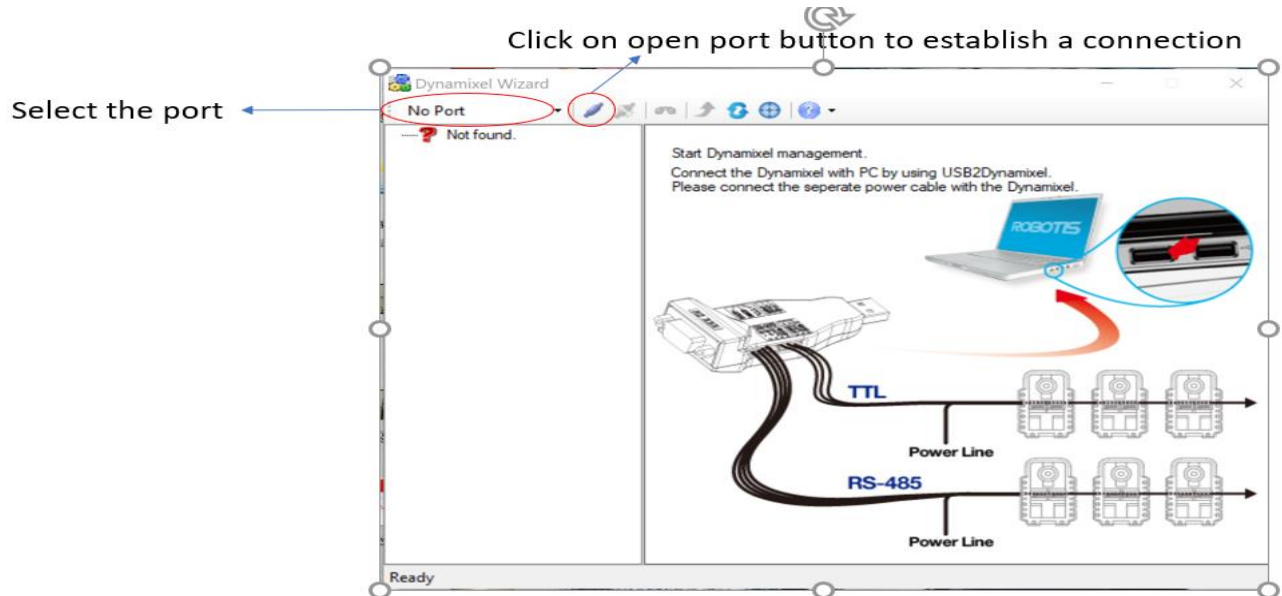 Click on open port button to establish a connection
Select the port
Dynamixel Wizard
No Port
Not found.
Start Dynamixel management.
Connect the Dynamixel with PC by using USB2Dynamixel.
Please connect the seperate power cable with the Dynamixel.
ROBOTIS
TTL
Power Line
RS-485
Power Line
Ready